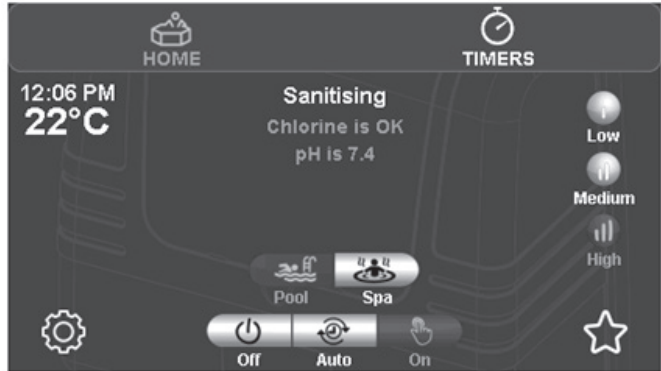 HOME
TIMERS
12:06 PM
22°C
Sanitising
Chlorine is OK
pH is 7.4
Low
Medium
High
Pool Spa
Off Auto On